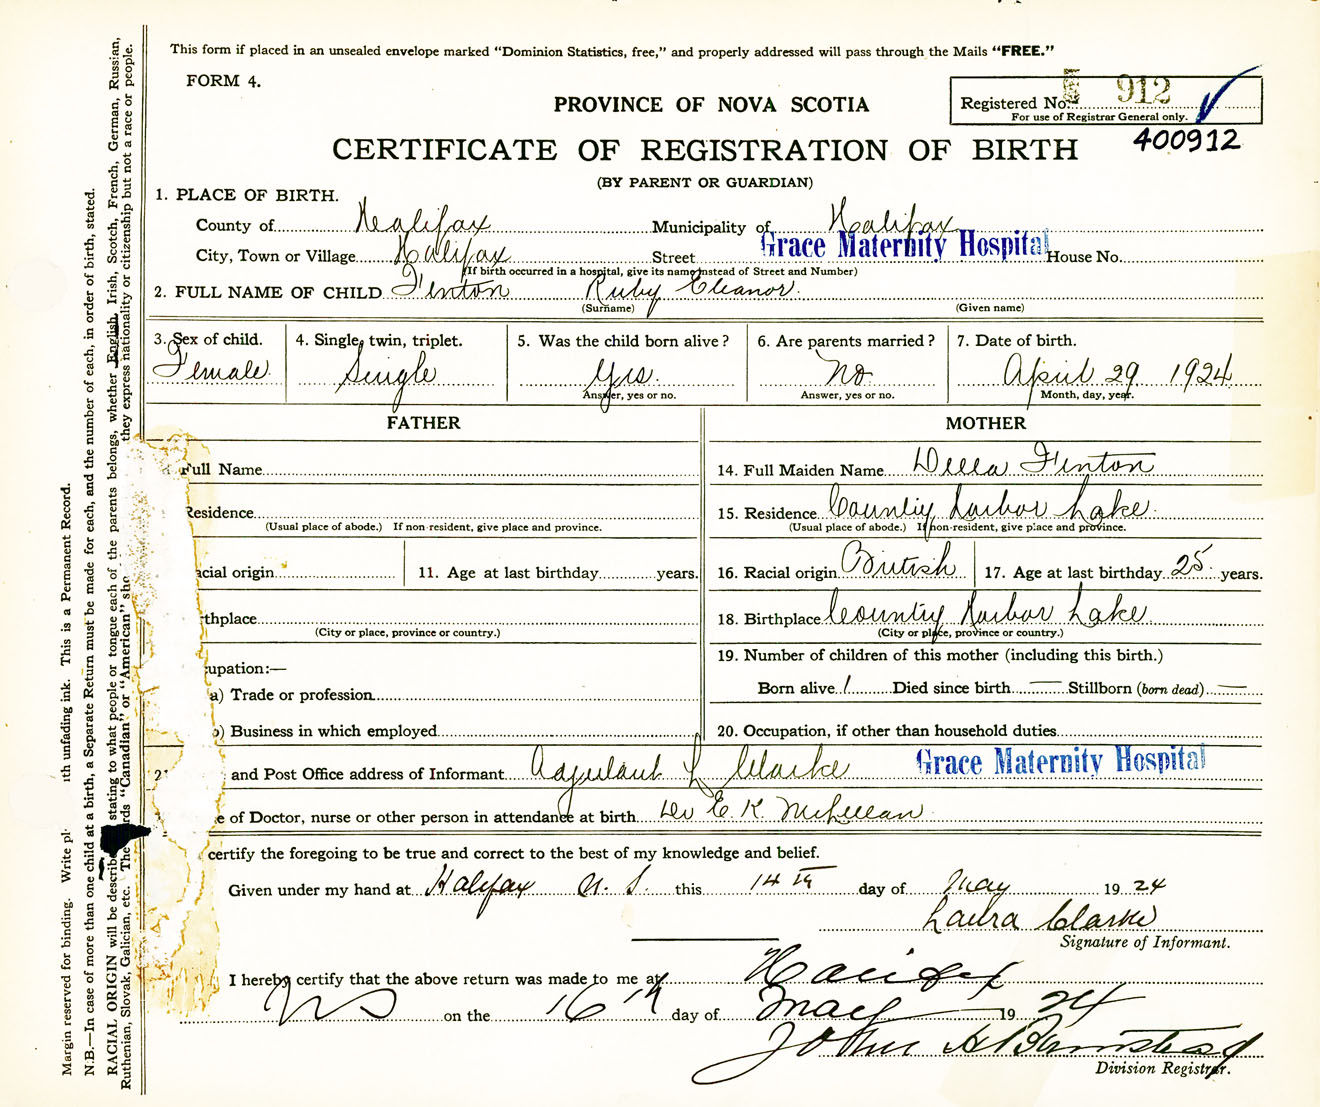 This form if placed in an unsealed envelope marked "Dominion Statistics, free," and properly addressed will pass through the Mails "FREE."
FORM 4.
Registered No. 912
For use of Registrar General only.
400912
PROVINCE OF NOVA SCOTIA
CERTIFICATE OF REGISTRATION OF BIRTH
(BY PARENT OR GUARDIAN)
1. PLACE OF BIRTH.
County of Halifax Municipality of Halifax
City, Town or Village Halifax Street Grace Maternity Hospital House No.
(If birth occurred in a hospital, give its name instead of Street and Number)
2. FULL NAME OF CHILD Fenton Ruby Eleanor.
(Surname) (Given name)
3. Sex of child. 4. Single, twin, triplet. 5. Was the child born alive? 6. Are parents married? 7. Date of birth.
Female Single Yes. No April 29 1924
Answer, yes or no. Answer, yes or no. Month, day, year.
FATHER MOTHER
Full Name 14. Full Maiden Name Della Fenton
Residence 15. Residence Country Harbor Lake.
(Usual place of abode.) If non-resident, give place and province. (Usual place of abode.) If non-resident, give place and province.
acial origin 11. Age at last birthday years. 16. Racial origin British 17. Age at last birthday 25 years.
thplace 18. Birthplace Country Harbor Lake
(City or place, province or country.) (City or place, province or country.)
upation:— 19. Number of children of this mother (including this birth.)
a) Trade or profession Born alive 1 Died since birth — Stillborn (born dead) —
) Business in which employed 20. Occupation, if other than household duties
2 and Post Office address of Informant Adjutant L Clarke Grace Maternity Hospital
e of Doctor, nurse or other person in attendance at birth Dr E. K. McLellan
certify the foregoing to be true and correct to the best of my knowledge and belief.
Given under my hand at Halifax N. S. this 14th day of May 1924
Laura Clarke
Signature of Informant.
I hereby certify that the above return was made to me at Halifax
NS on the 16th day of May 1924
John H Barnstead
Division Registrar.
Margin reserved for binding. Write pl ith unfading ink. This is a Permanent Record.
N.B.—In case of more than one child at a birth, a Separate Return must be made for each, and the number of each, in order of birth, stated.
RACIAL ORIGIN will be describe stating to what people or tongue each of the parents belongs, whether English, Irish, Scotch, French, German, Russian,
Ruthenian, Slovak, Galician, etc. The rds "Canadian" or "American" sho they express nationality or citizenship but not a race or people.